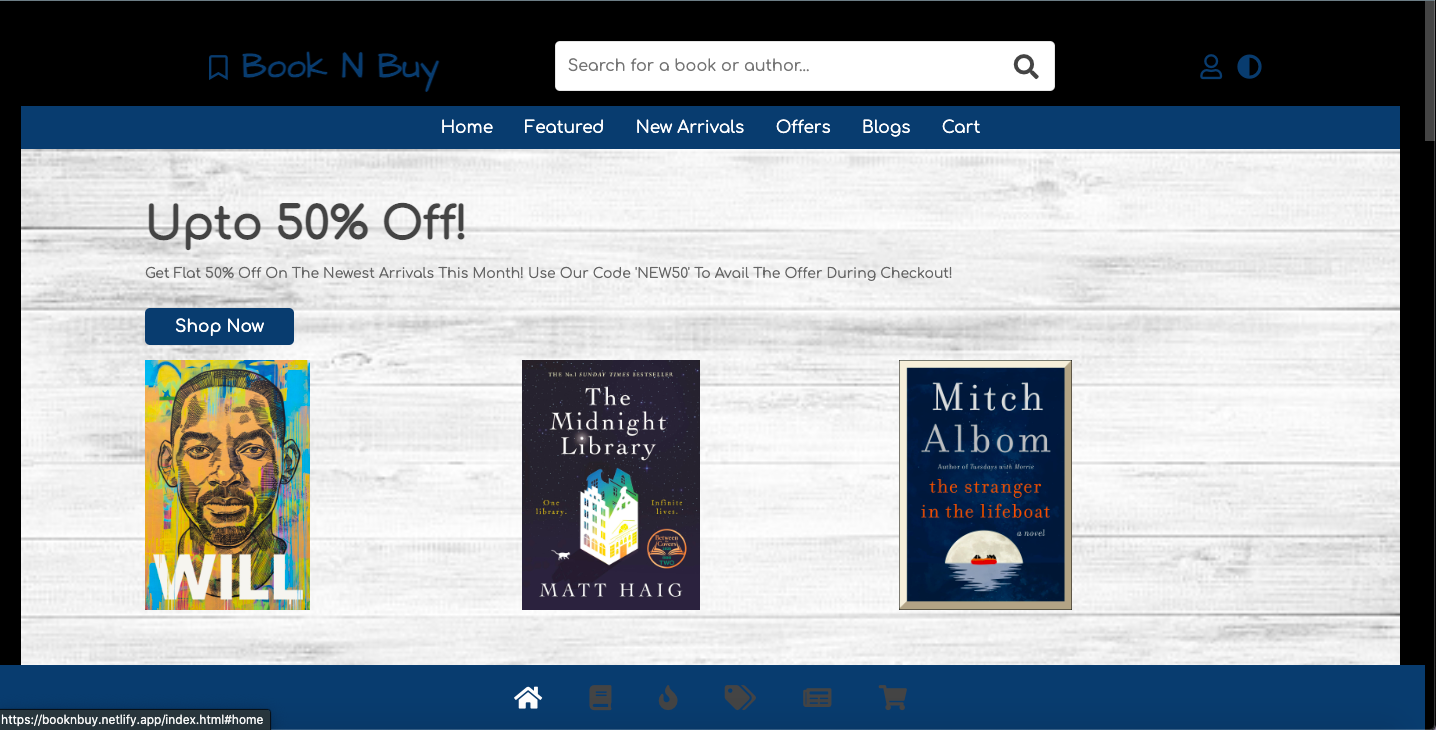 Book N Buy
Search for a book or author...
Home Featured New Arrivals Offers Blogs Cart
Upto 50% Off!
Get Flat 50% Off On The Newest Arrivals This Month! Use Our Code 'NEW50' To Avail The Offer During Checkout!
Shop Now
WILL
THE No.1 SUNDAY TIMES BESTSELLER
The
Midnight
Library
One
library.
Infinite
lives.
Between
Covers
TWO
MATT HAIG
Mitch
Albom
Author of Tuesdays with Morrie
the stranger
in the lifeboat
a novel
https://booknbuy.netlify.app/index.html#home